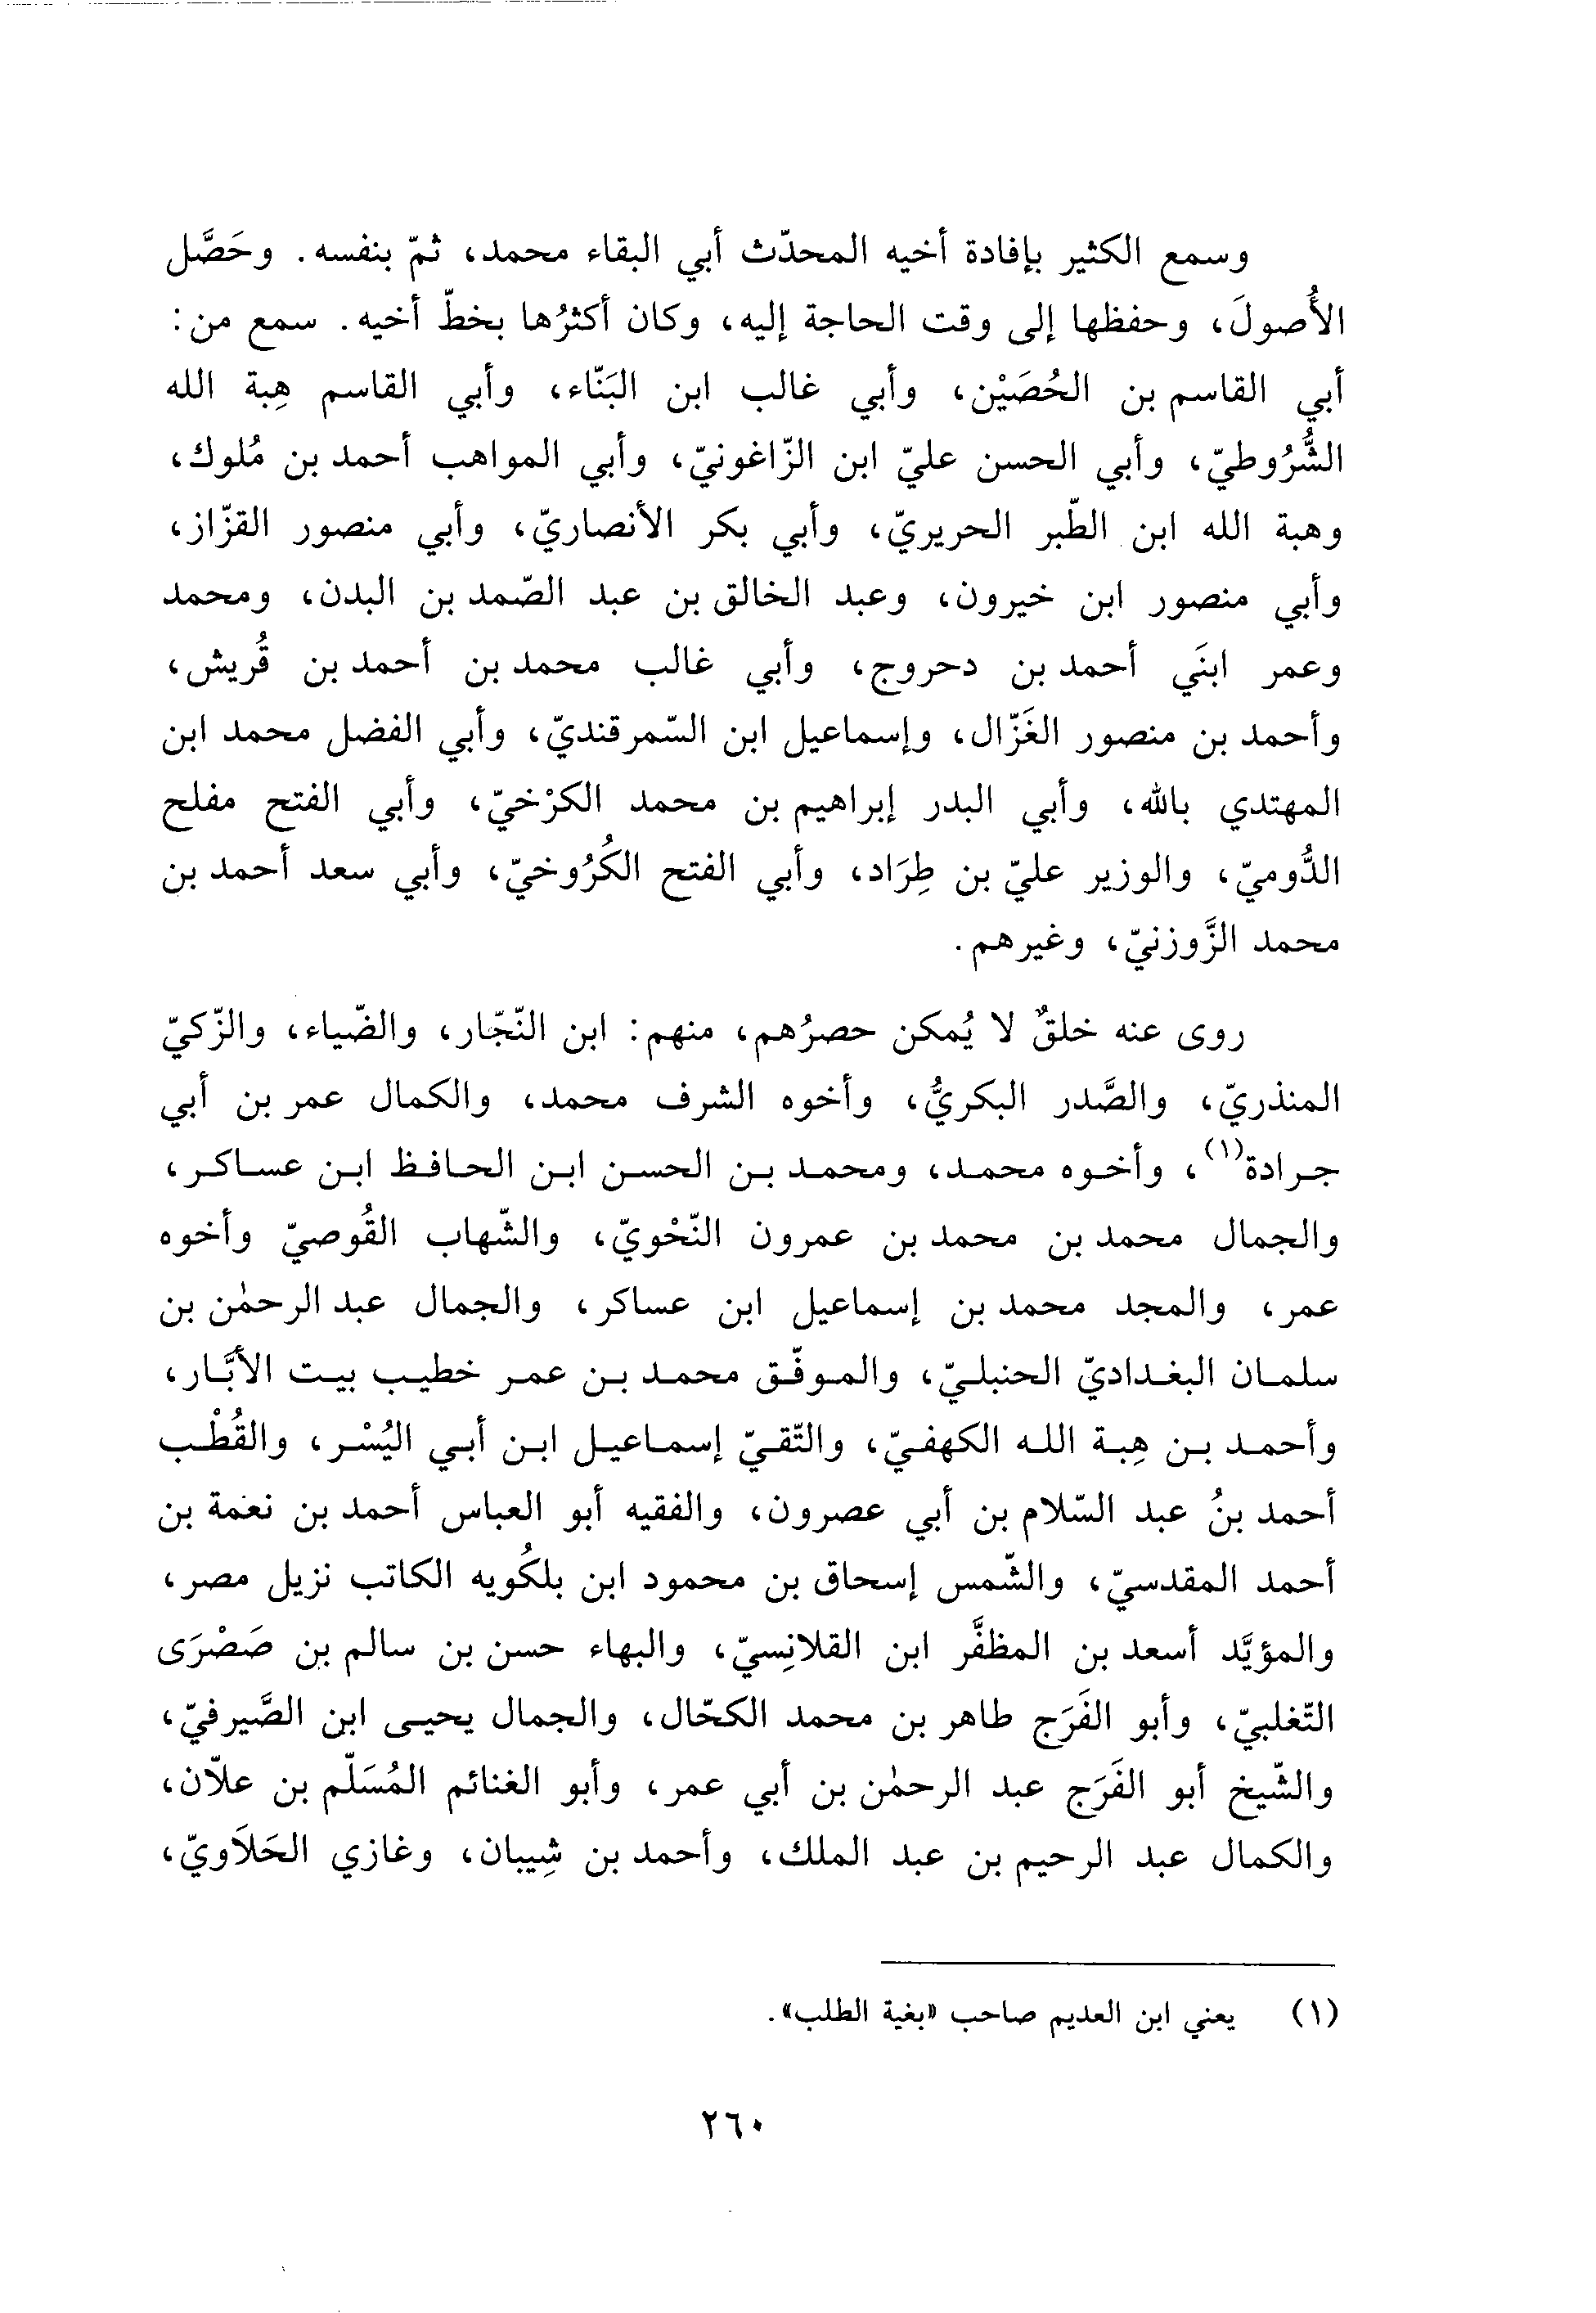 وسمع الكثير بإفادة أخيه المحدّث أبي البقاء محمد، ثمّ بنفسه. وحَصَّل
الأُصولَ، وحفظها إلى وقت الحاجة إليه، وكان أكثرُها بخطّ أخيه. سمع من:
أبي القاسم بن الحُصَيْن، وأبي غالب ابن البَنّاء، وأبي القاسم هِبة الله
الشُّرُوطيّ، وأبي الحسن عليّ ابن الزّاغونيّ، وأبي المواهب أحمد بن مُلوك،
وهبة الله ابن الطّبر الحريريّ، وأبي بكر الأنصاريّ، وأبي منصور القزّاز،
وأبي منصور ابن خيرون، وعبد الخالق بن عبد الصّمد بن البدن، ومحمد
وعمر ابنَي أحمد بن دحروج، وأبي غالب محمد بن أحمد بن قُريش،
وأحمد بن منصور الغَزّال، وإسماعيل ابن السّمرقنديّ، وأبي الفضل محمد ابن
المهتدي بالله، وأبي البدر إبراهيم بن محمد الكرْخيّ، وأبي الفتح مفلح
الدُّوميّ، والوزير عليّ بن طِرَاد، وأبي الفتح الكُرُوخيّ، وأبي سعد أحمد بن
محمد الزَّوزنيّ، وغيرهم.
روى عنه خلقٌ لا يُمكن حصرُهم، منهم: ابن النّجّار، والضّياء، والزّكيّ
المنذريّ، والصَّدر البكريُّ، وأخوه الشرف محمد، والكمال عمر بن أبي
جرادة(١)، وأخوه محمد، ومحمد بن الحسن ابن الحافظ ابن عساكر،
والجمال محمد بن محمد بن عمرون النّحْويّ، والشّهاب القُوصيّ وأخوه
عمر، والمجد محمد بن إسماعيل ابن عساكر، والجمال عبد الرحمٰن بن
سلمان البغداديّ الحنبليّ، والموفّق محمد بن عمر خطيب بيت الأبَّار،
وأحمد بن هِبة الله الكهفيّ، والتّقيّ إسماعيل ابن أبي اليُسْر، والقُطْب
أحمد بنُ عبد السّلام بن أبي عصرون، والفقيه أبو العباس أحمد بن نعمة بن
أحمد المقدسيّ، والشّمس إسحاق بن محمود ابن بلكُويه الكاتب نزيل مصر،
والمؤيَّد أسعد بن المظفَّر ابن القلانِسيّ، والبهاء حسن بن سالم بن صَصْرَى
التّغلبيّ، وأبو الفَرَج طاهر بن محمد الكحّال، والجمال يحيى ابن الصَّيرفيّ،
والشّيخ أبو الفَرَج عبد الرحمٰن بن أبي عمر، وأبو الغنائم المُسَلّم بن علاّن،
والكمال عبد الرحيم بن عبد الملك، وأحمد بن شِيبان، وغازي الحَلاَويّ،
(١) يعني ابن العديم صاحب «بغية الطلب».
٢٦٠